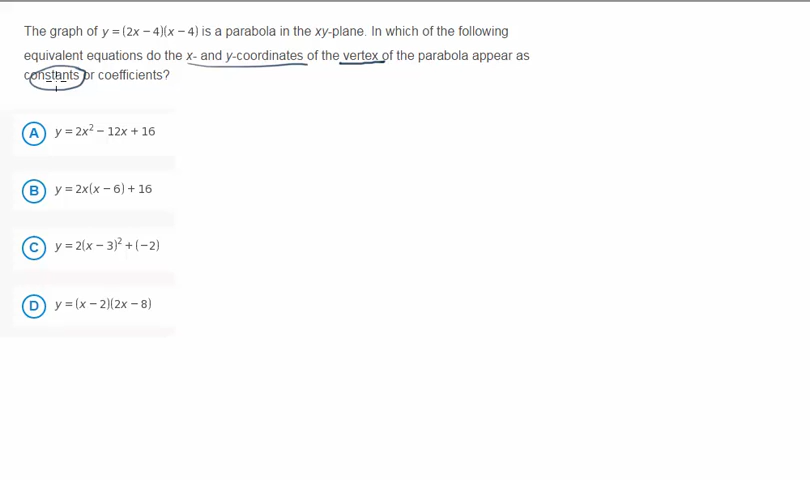 The graph of y = (2x − 4)(x − 4) is a parabola in the xy-plane. In which of the following
equivalent equations do the x- and y-coordinates of the vertex of the parabola appear as
constants or coefficients?
A y = 2x² − 12x + 16
B y = 2x(x − 6) + 16
C y = 2(x − 3)² + (−2)
D y = (x − 2)(2x − 8)